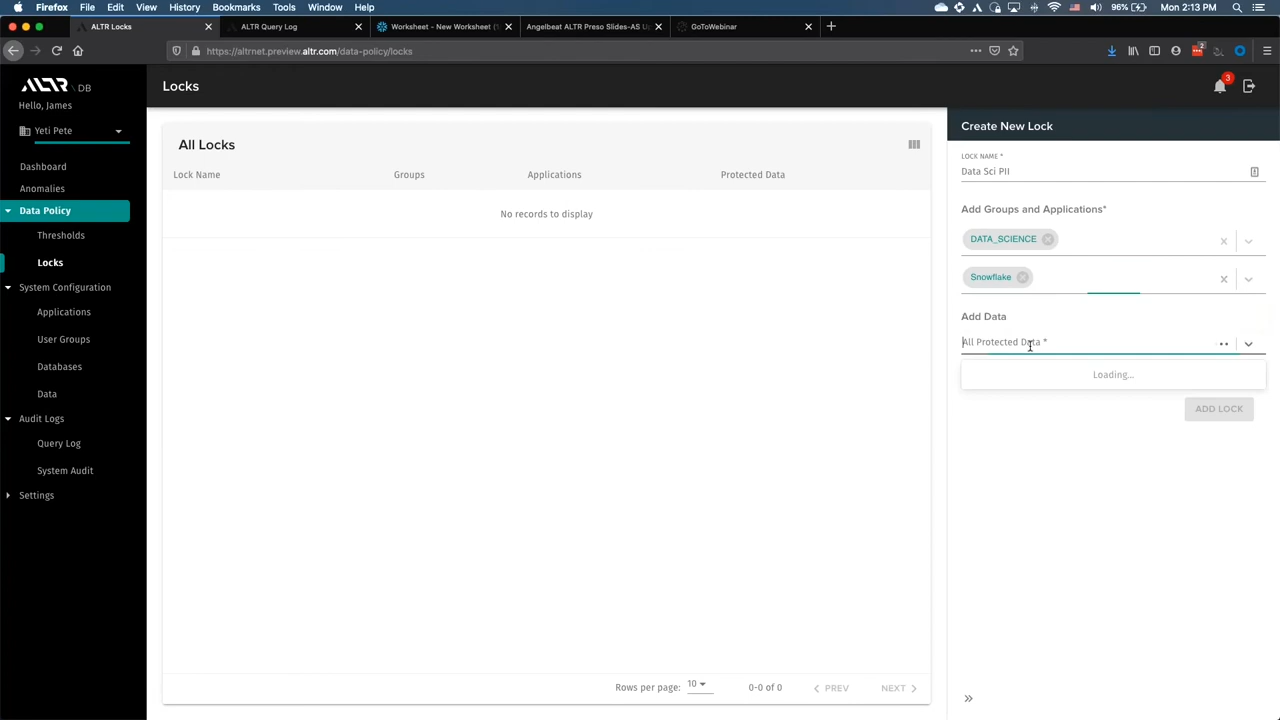 Firefox File Edit View History Bookmarks Tools Window Help
Mon 2:13 PM
ALTR Locks
ALTR Query Log
Worksheet - New Worksheet (13 PM
Angelbeat ALTR Preso Slides-AS Up
GoToWebinar
https://altrnet.preview.altr.com/data-policy/locks
2
ALTR \ DB
Hello, James
Yeti Pete
Dashboard
Anomalies
Data Policy
Thresholds
Locks
System Configuration
Applications
User Groups
Databases
Data
Audit Logs
Query Log
System Audit
Settings
Locks
3
All Locks
Lock Name Groups Applications Protected Data
No records to display
Rows per page: 10 0-0 of 0 PREV NEXT
Create New Lock
LOCK NAME *
Data Sci PII
Add Groups and Applications*
DATA_SCIENCE
Snowflake
Add Data
All Protected Data *
Loading...
ADD LOCK